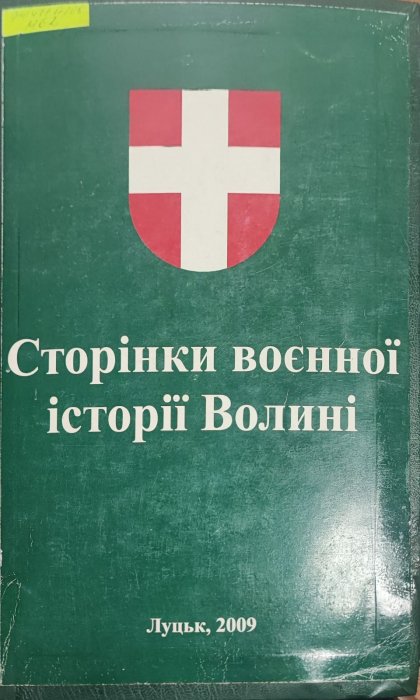 Сторінки воєнної
історії Волині
Луцьк, 2009